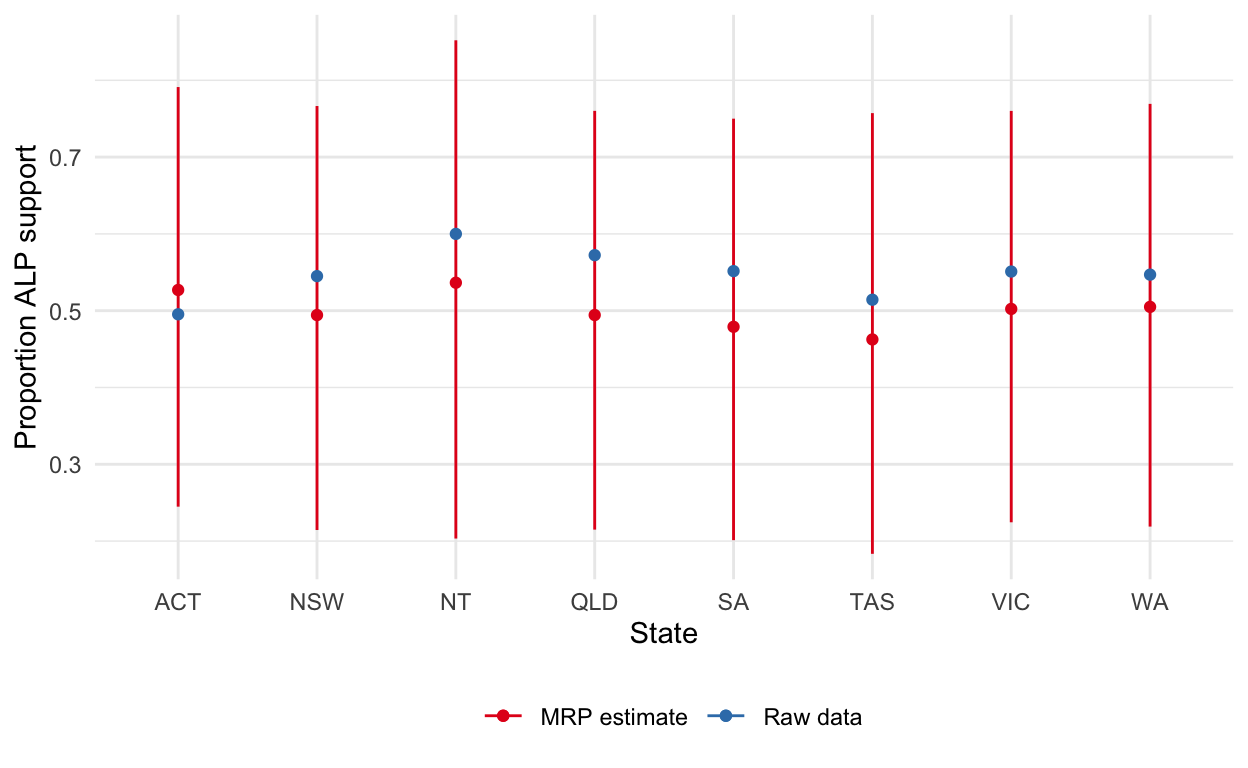 Proportion ALP support
0.7
0.5
0.3
ACT NSW NT QLD SA TAS VIC WA
State
MRP estimate Raw data